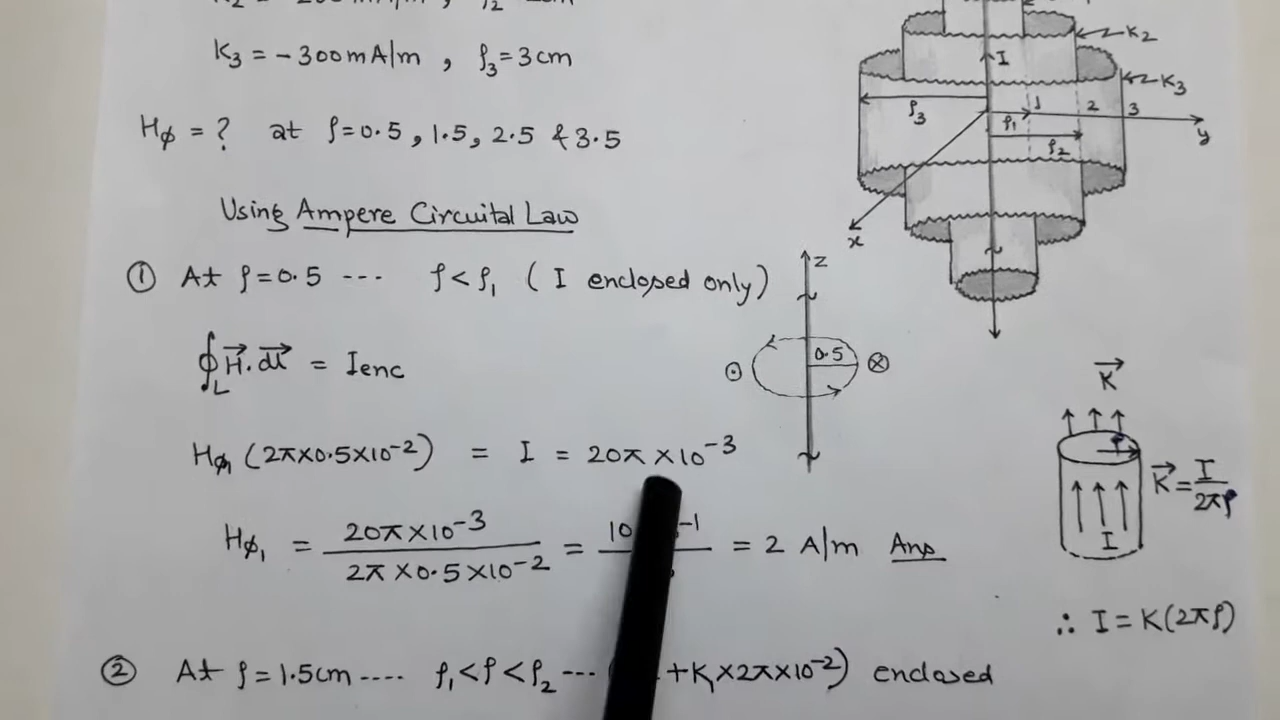 K₃ = -300mA/m , ρ₃=3cm
Hϕ = ? at ρ=0.5 , 1.5, 2.5 & 3.5
Using Ampere Circuital Law
① At ρ=0.5 --- ρ<ρ₁ ( I enclosed only)
∮L H⃗.dl⃗ = Ienc
Hϕ₁ (2π×0.5×10⁻²) = I = 20π×10⁻³
Hϕ₁ = 20π×10⁻³ / 2π×0.5×10⁻² = 10 ⁻¹ = 2 A/m Ans
② At ρ=1.5cm ---- ρ₁<ρ<ρ₂ --- ( +K₁×2π×10⁻²) enclosed
K₂
K₃
I
ρ₃
ρ₁
ρ₂
1
2
3
y
x
z
0.5
K⃗
ρ
I
K⃗ = I / 2πρ
∴ I = K(2πρ)